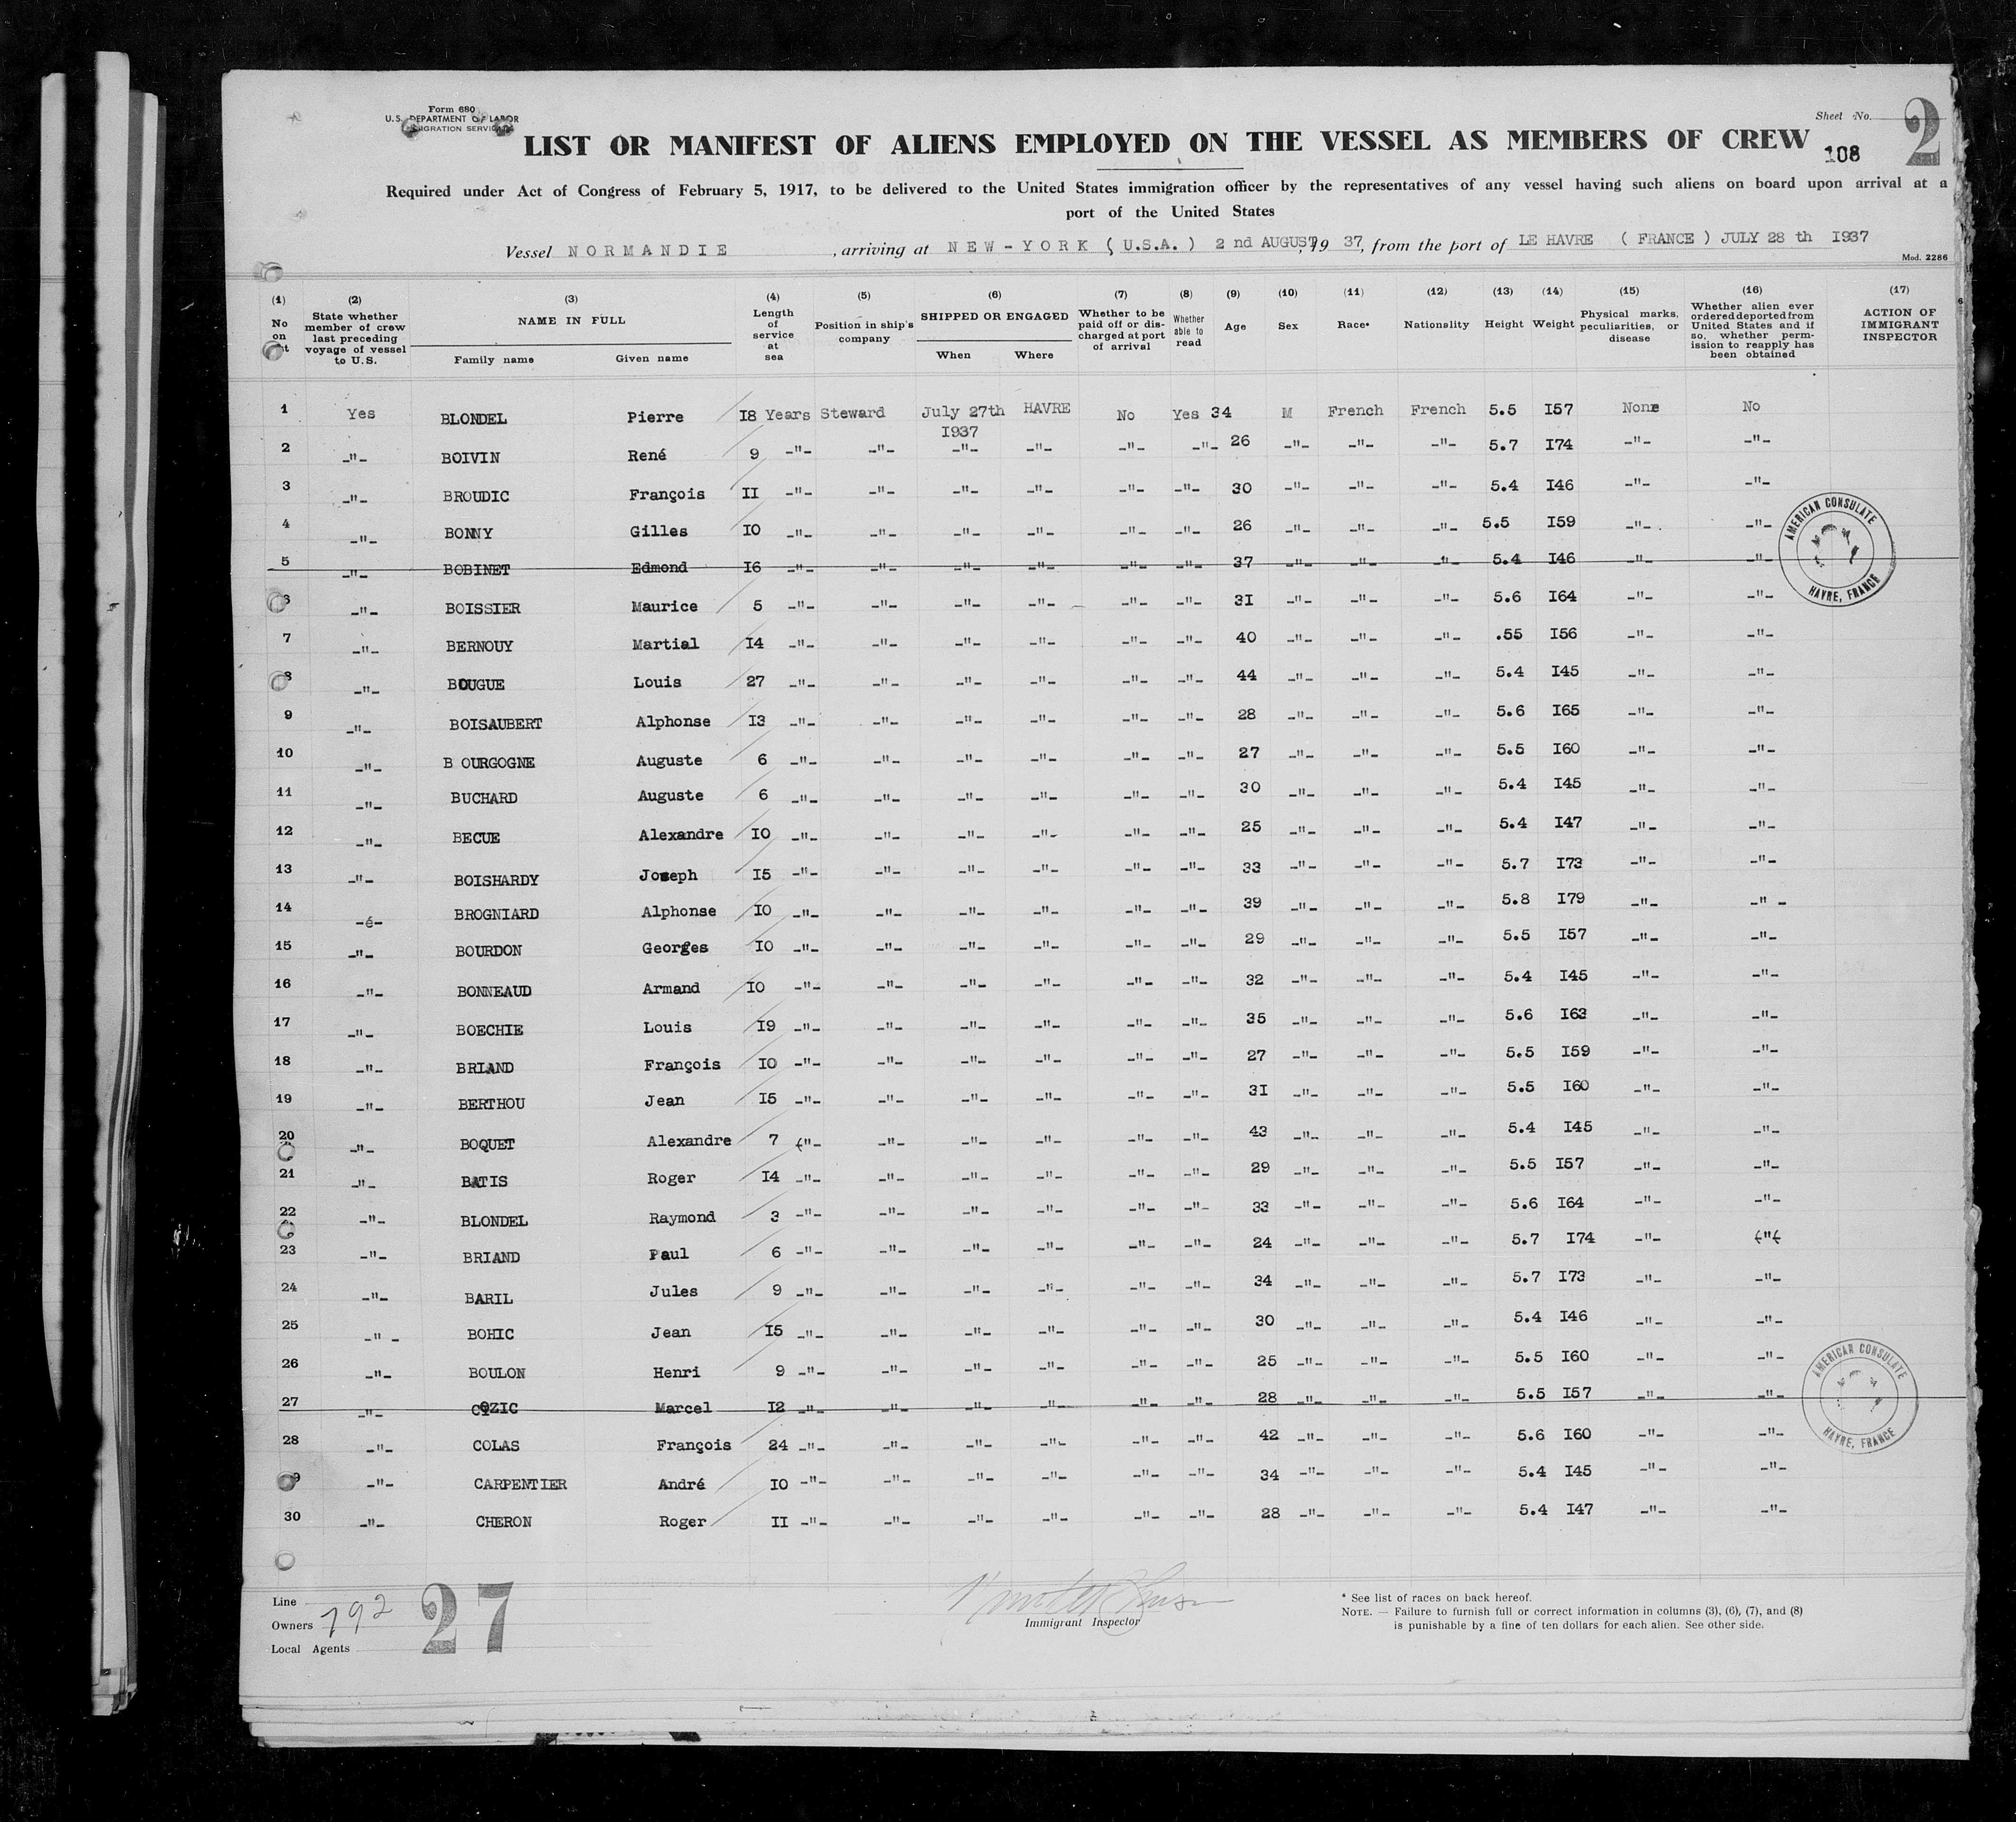 Form 680
U.S. DEPARTMENT OF LABOR
IMMIGRATION SERVICE
Sheet No. 2
LIST OR MANIFEST OF ALIENS EMPLOYED ON THE VESSEL AS MEMBERS OF CREW
108
Required under Act of Congress of February 5, 1917, to be delivered to the United States immigration officer by the representatives of any vessel having such aliens on board upon arrival at a
port of the United States
Vessel NORMANDIE , arriving at NEW-YORK ( U.S.A. ) 2 nd AUGUST, 19 37, from the port of LE HAVRE ( FRANCE ) JULY 28 th I937
Mod. 2286
(1) No on (2) State whether member of crew last preceding voyage of vessel to U.S. (3) NAME IN FULL Family name Given name (4) Length of service at sea (5) Position in ship's company (6) SHIPPED OR ENGAGED When Where (7) Whether to be paid off or discharged at port of arrival (8) Whether able to read (9) Age (10) Sex (11) Race* (12) Nationality (13) Height (14) Weight (15) Physical marks, peculiarities, or disease (16) Whether alien ever ordered deported from United States and if so, whether permission to reapply has been obtained (17) ACTION OF IMMIGRANT INSPECTOR
1 Yes BLONDEL Pierre I8 Years Steward July 27th I937 HAVRE No Yes 34 M French French 5.5 I57 None No
2 -"- BOIVIN René 9 -"- -"- -"- -"- -"- -"- 26 -"- -"- -"- 5.7 I74 -"- -"-
3 -"- BROUDIC François II -"- -"- -"- -"- -"- -"- 30 -"- -"- -"- 5.4 I46 -"- -"-
4 -"- BONNY Gilles IO -"- -"- -"- -"- -"- -"- 26 -"- -"- -"- 5.5 I59 -"- -"-
5 -"- BOBINET Edmond I6 -"- -"- -"- -"- -"- -"- 37 -"- -"- -"- 5.4 I46 -"- -"-
AMERICAN CONSULATE HAVRE, FRANCE
6 -"- BOISSIER Maurice 5 -"- -"- -"- -"- -"- -"- 3I -"- -"- -"- 5.6 I64 -"- -"-
7 -"- BERNOUY Martial I4 -"- -"- -"- -"- -"- -"- 40 -"- -"- -"- .55 I56 -"- -"-
8 -"- BOUGUE Louis 27 -"- -"- -"- -"- -"- -"- 44 -"- -"- -"- 5.4 I45 -"- -"-
9 -"- BOISAUBERT Alphonse I3 -"- -"- -"- -"- -"- -"- 28 -"- -"- -"- 5.6 I65 -"- -"-
10 -"- B OURGOGNE Auguste 6 -"- -"- -"- -"- -"- -"- 27 -"- -"- -"- 5.5 I60 -"- -"-
11 -"- BUCHARD Auguste 6 -"- -"- -"- -"- -"- -"- 30 -"- -"- -"- 5.4 I45 -"- -"-
12 -"- BECUE Alexandre IO -"- -"- -"- -"- -"- -"- 25 -"- -"- -"- 5.4 I47 -"- -"-
13 -"- BOISHARDY Joseph I5 -"- -"- -"- -"- -"- -"- 33 -"- -"- -"- 5.7 I73 -"- -"-
14 -é- BROGNIARD Alphonse IO -"- -"- -"- -"- -"- -"- 39 -"- -"- -"- 5.8 I79 -"- -" -
15 -"- BOURDON Georges IO -"- -"- -"- -"- -"- -"- 29 -"- -"- -"- 5.5 I57 -"- -"-
16 -"- BONNEAUD Armand IO -"- -"- -"- -"- -"- -"- 32 -"- -"- -"- 5.4 I45 -"- -"-
17 -"- BOECHIE Louis I9 -"- -"- -"- -"- -"- -"- 35 -"- -"- -"- 5.6 I63 -"- -"-
18 -"- BRIAND François IO -"- -"- -"- -"- -"- -"- 27 -"- -"- -"- 5.5 I59 -"- -"-
19 -"- BERTHOU Jean I5 -"- -"- -"- -"- -"- -"- 3I -"- -"- -"- 5.5 I60 -"- -"-
20 -"- BOQUET Alexandre 7 ("- -"- -"- -"- -"- -"- 43 -"- -"- -"- 5.4 I45 -"- -"-
21 -"- BATIS Roger I4 -"- -"- -"- -"- -"- -"- 29 -"- -"- -"- 5.5 I57 -"- -"-
22 -"- BLONDEL Raymond 3 -"- -"- -"- -"- -"- -"- 33 -"- -"- -"- 5.6 I64 -"- -"-
23 -"- BRIAND Paul 6 -"- -"- -"- -"- -"- -"- 24 -"- -"- -"- 5.7 I74 -"- ("(
24 -"- BARIL Jules 9 -"- -"- -"- -"- -"- -"- 34 -"- -"- -"- 5.7 I73 -"- -"-
25 -" - BOHIC Jean I5 -"- -"- -"- -"- -"- -"- 30 -"- -"- -"- 5.4 I46 -"- -"-
26 -"- BOULON Henri 9 -"- -"- -"- -"- -"- -"- 25 -"- -"- -"- 5.5 I60 -"- -"-
27 -"- COZIC Marcel I2 -"- -"- -"- -"- -"- -"- 28 -"- -"- -"- 5.5 I57 -"- -"-
AMERICAN CONSULATE HAVRE, FRANCE
28 -"- COLAS François 24 -"- -"- -"- -"- -"- -"- 42 -"- -"- -"- 5.6 I60 -"- -"-
9 -"- CARPENTIER André IO -"- -"- -"- -"- -"- -"- 34 -"- -"- -"- 5.4 I45 -"- -"-
30 -"- CHERON Roger II -"- -"- -"- -"- -"- -"- 28 -"- -"- -"- 5.4 I47 -"- -"-
Line
Owners 792
Local Agents
27
Immigrant Inspector
* See list of races on back hereof.
NOTE. — Failure to furnish full or correct information in columns (3), (6), (7), and (8)
is punishable by a fine of ten dollars for each alien. See other side.